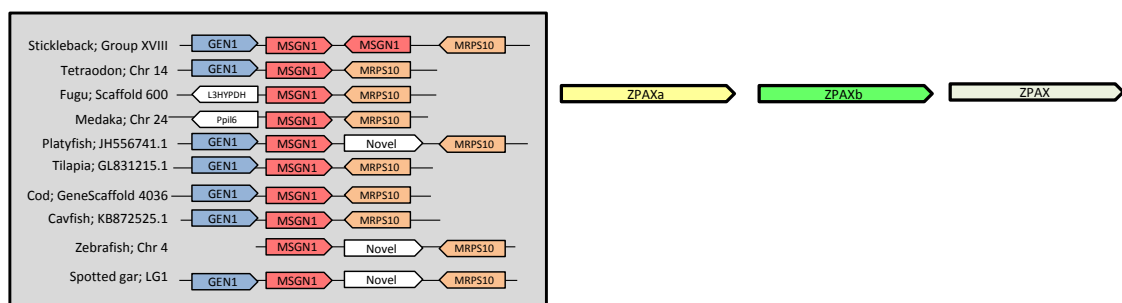 Stickleback; Group XVIII GEN1 MSGN1 MSGN1 MRPS10
Tetraodon; Chr 14 GEN1 MSGN1 MRPS10
Fugu; Scaffold 600 L3HYPDH MSGN1 MRPS10
Medaka; Chr 24 Ppil6 MSGN1 MRPS10
Platyfish; JH556741.1 MSGN1 Novel MRPS10
Tilapia; GL831215.1 GEN1 MSGN1 MRPS10
Cod; GeneScaffold 4036 GEN1 MSGN1 MRPS10
Cavfish; KB872525.1 GEN1 MSGN1 MRPS10
Zebrafish; Chr 4 MSGN1 Novel MRPS10
Spotted gar; LG1 GEN1 MSGN1 Novel MRPS10
ZPAXa ZPAXb ZPAX